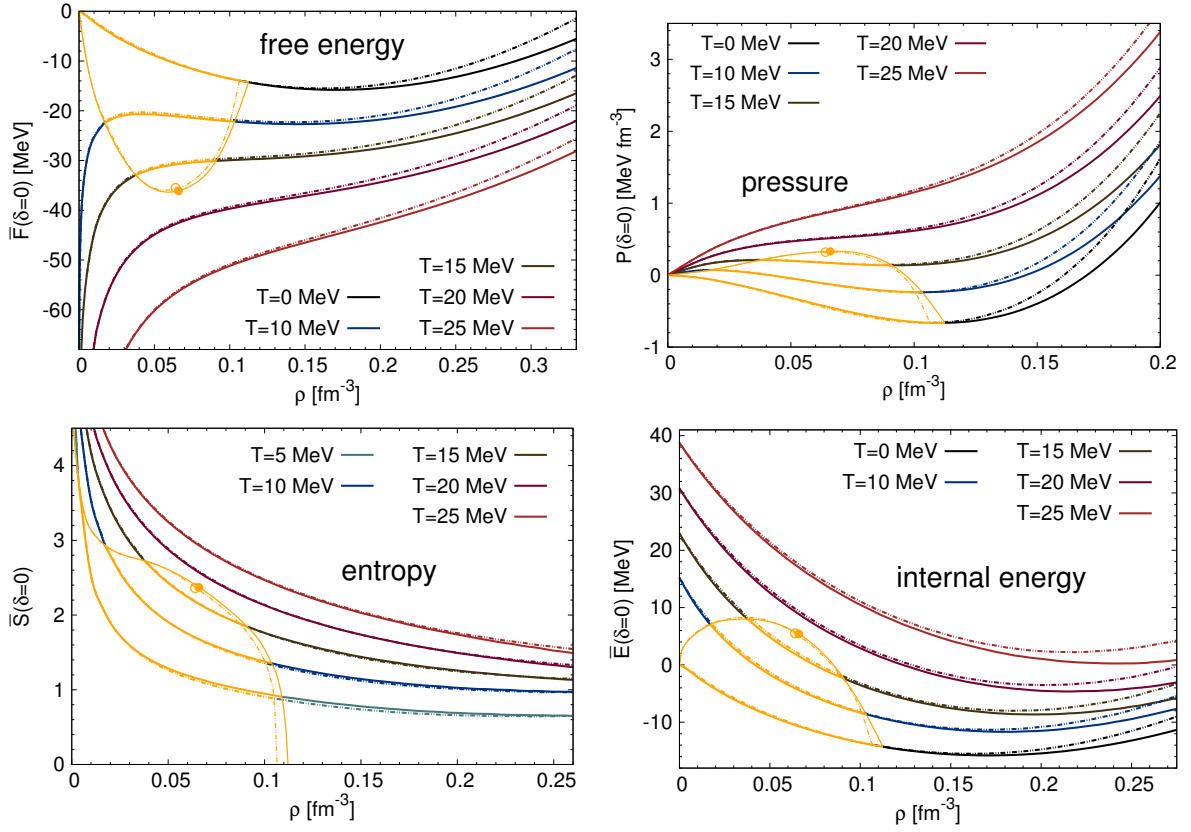 free energy
F̅(δ=0) [MeV]
0
-10
-20
-30
-40
-50
-60
T=15 MeV
T=0 MeV T=20 MeV
T=10 MeV T=25 MeV
0 0.05 0.1 0.15 0.2 0.25 0.3
ρ [fm⁻³]
pressure
P(δ=0) [MeV fm⁻³]
3
2
1
0
-1
T=0 MeV T=20 MeV
T=10 MeV T=25 MeV
T=15 MeV
0 0.05 0.1 0.15 0.2
ρ [fm⁻³]
entropy
S̅(δ=0)
4
3
2
1
0
T=5 MeV T=15 MeV
T=10 MeV T=20 MeV
T=25 MeV
0 0.05 0.1 0.15 0.2 0.25
ρ [fm⁻³]
internal energy
E̅(δ=0) [MeV]
40
30
20
10
0
-10
T=0 MeV T=15 MeV
T=10 MeV T=20 MeV
T=25 MeV
0 0.05 0.1 0.15 0.2 0.25
ρ [fm⁻³]